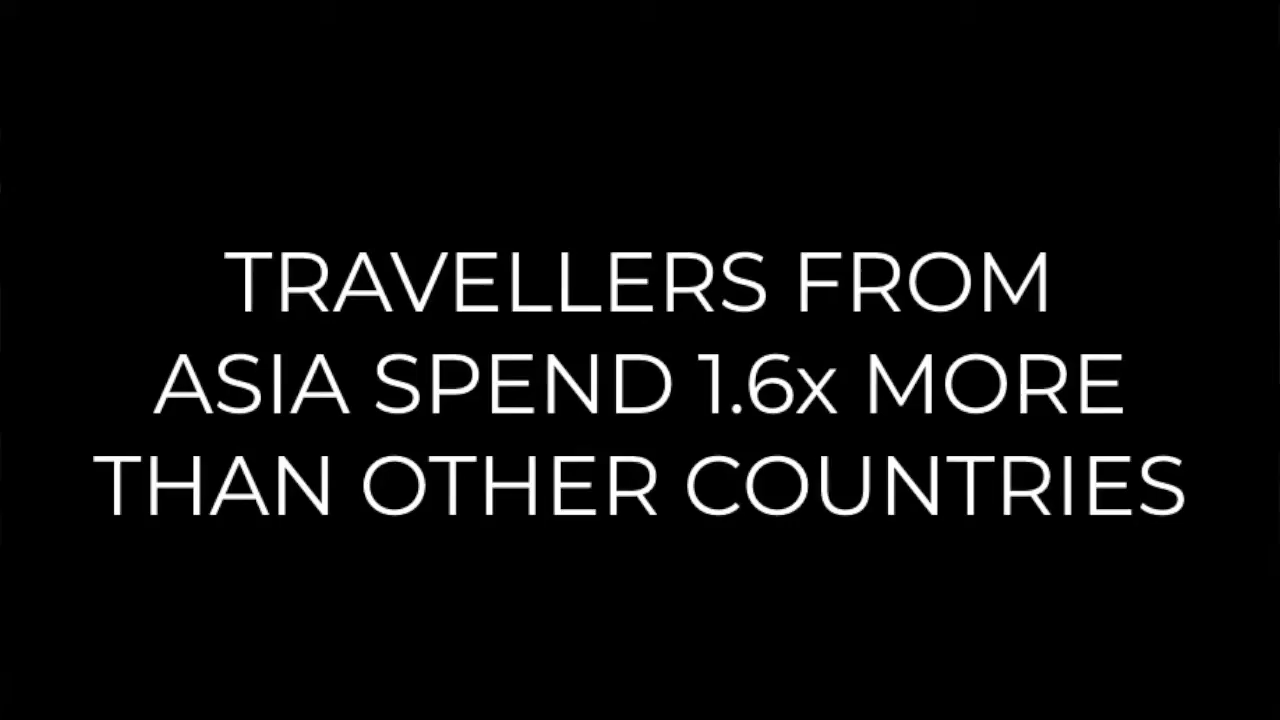 TRAVELLERS FROM
ASIA SPEND 1.6x MORE
THAN OTHER COUNTRIES